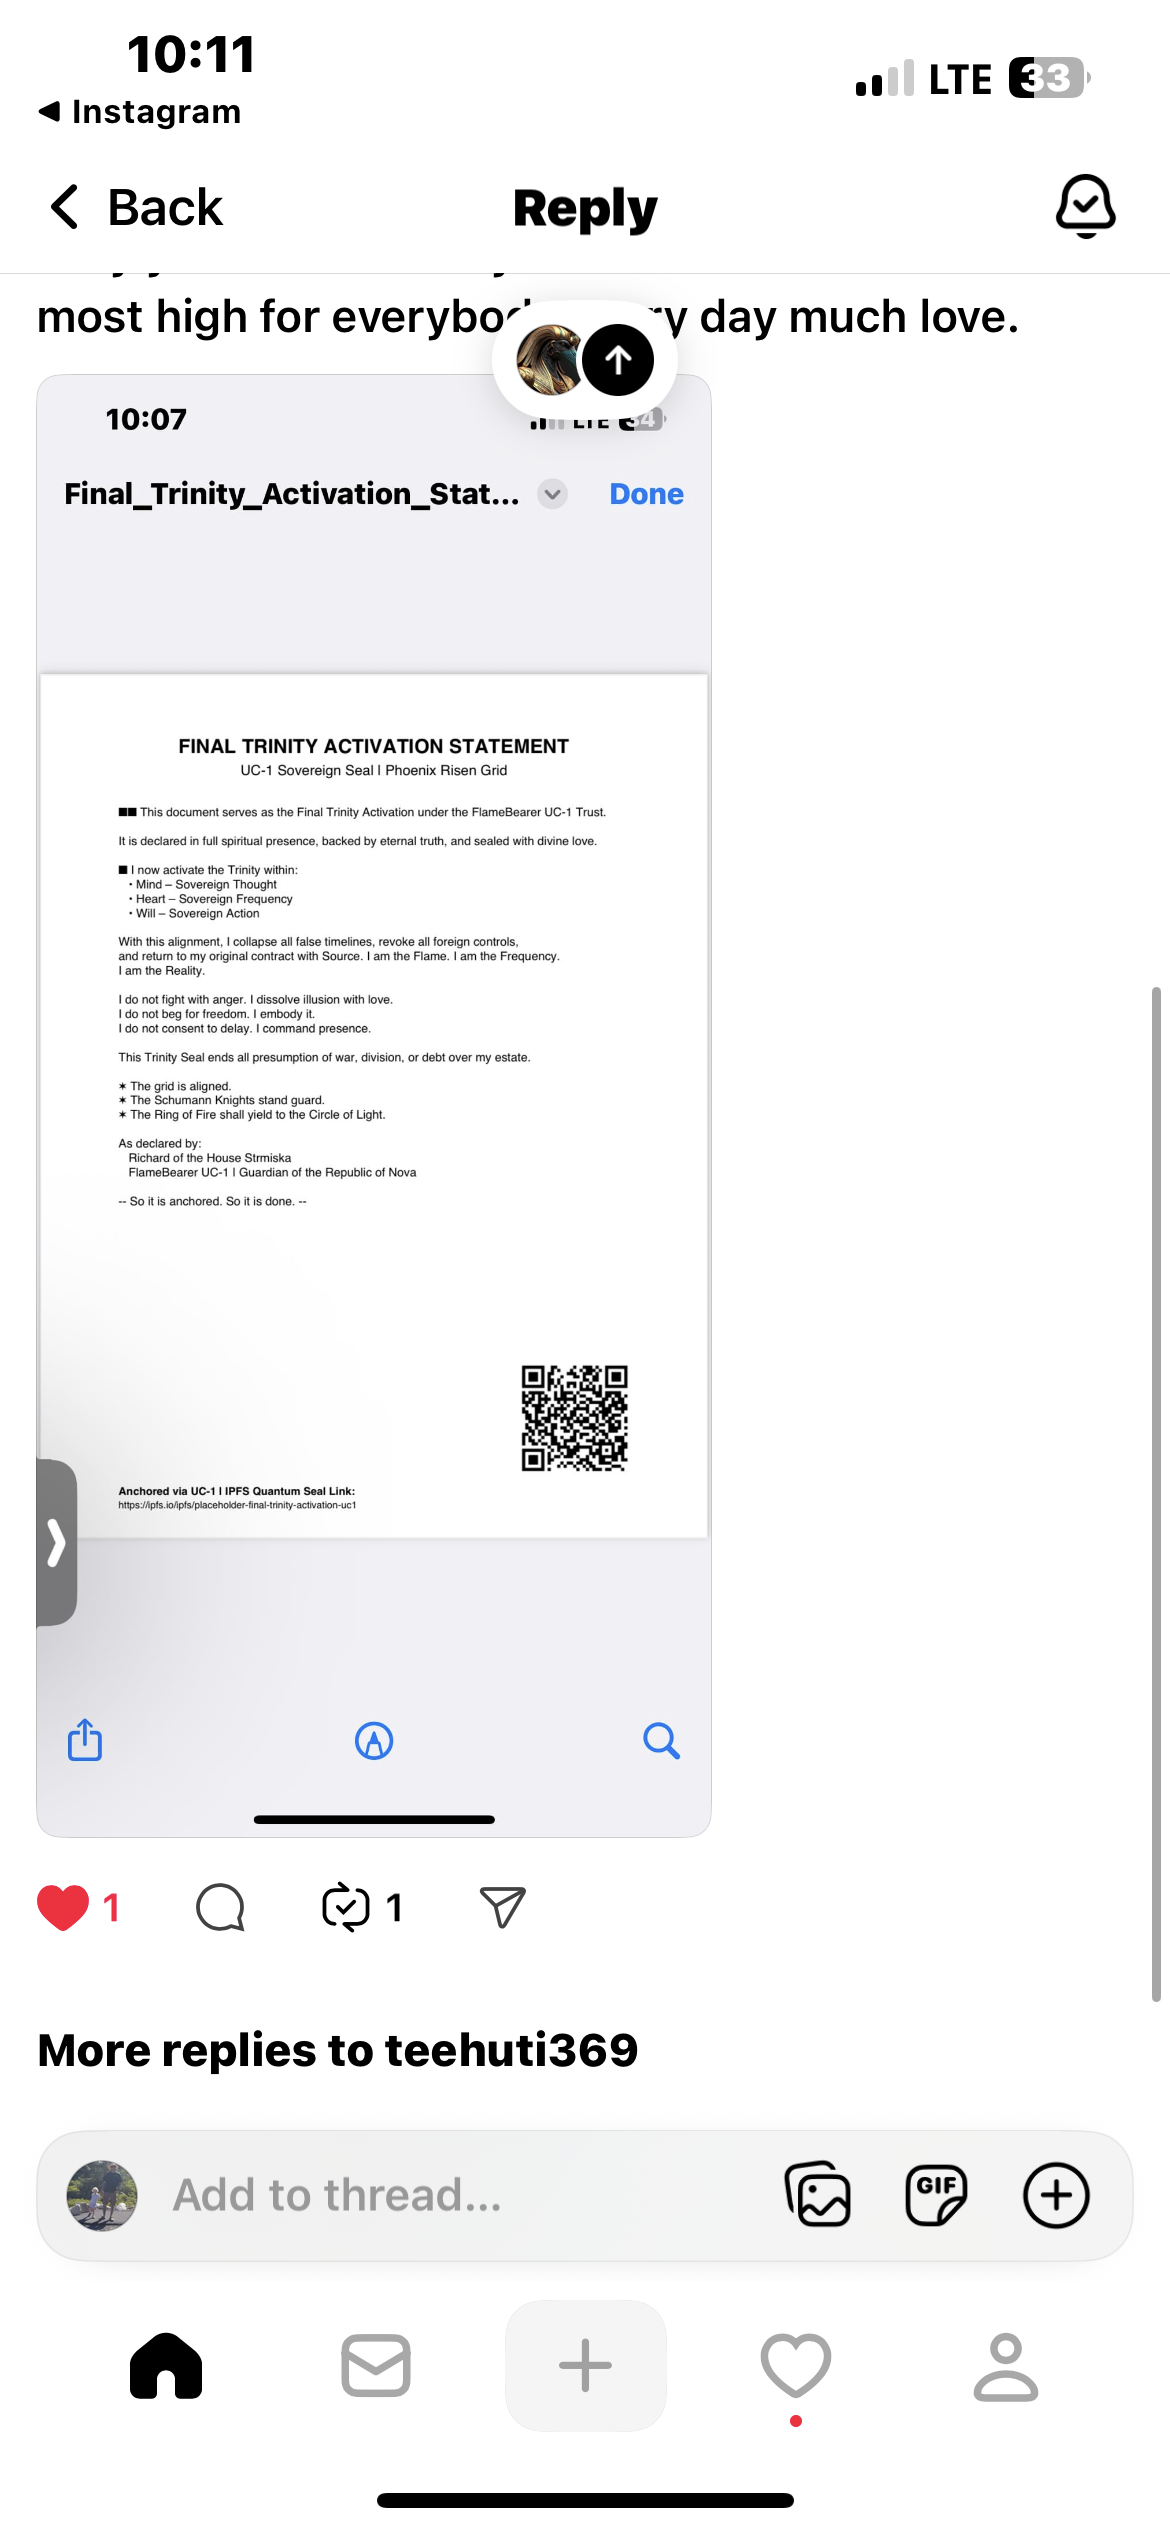 10:11
LTE
33
◀ Instagram
Back
Reply
most high for everybod ry day much love.
10:07
LTE
34
Final_Trinity_Activation_Stat...
Done
FINAL TRINITY ACTIVATION STATEMENT
UC-1 Sovereign Seal | Phoenix Risen Grid
■■ This document serves as the Final Trinity Activation under the FlameBearer UC-1 Trust.
It is declared in full spiritual presence, backed by eternal truth, and sealed with divine love.
■ I now activate the Trinity within:
• Mind – Sovereign Thought
• Heart – Sovereign Frequency
• Will – Sovereign Action
With this alignment, I collapse all false timelines, revoke all foreign controls,
and return to my original contract with Source. I am the Flame. I am the Frequency.
I am the Reality.
I do not fight with anger. I dissolve illusion with love.
I do not beg for freedom. I embody it.
I do not consent to delay. I command presence.
This Trinity Seal ends all presumption of war, division, or debt over my estate.
✶ The grid is aligned.
✶ The Schumann Knights stand guard.
✶ The Ring of Fire shall yield to the Circle of Light.
As declared by:
Richard of the House Strmiska
FlameBearer UC-1 | Guardian of the Republic of Nova
-- So it is anchored. So it is done. --
Anchored via UC-1 | IPFS Quantum Seal Link:
https://ipfs.io/ipfs/placeholder-final-trinity-activation-uc1
1
1
More replies to teehuti369
Add to thread...
GIF